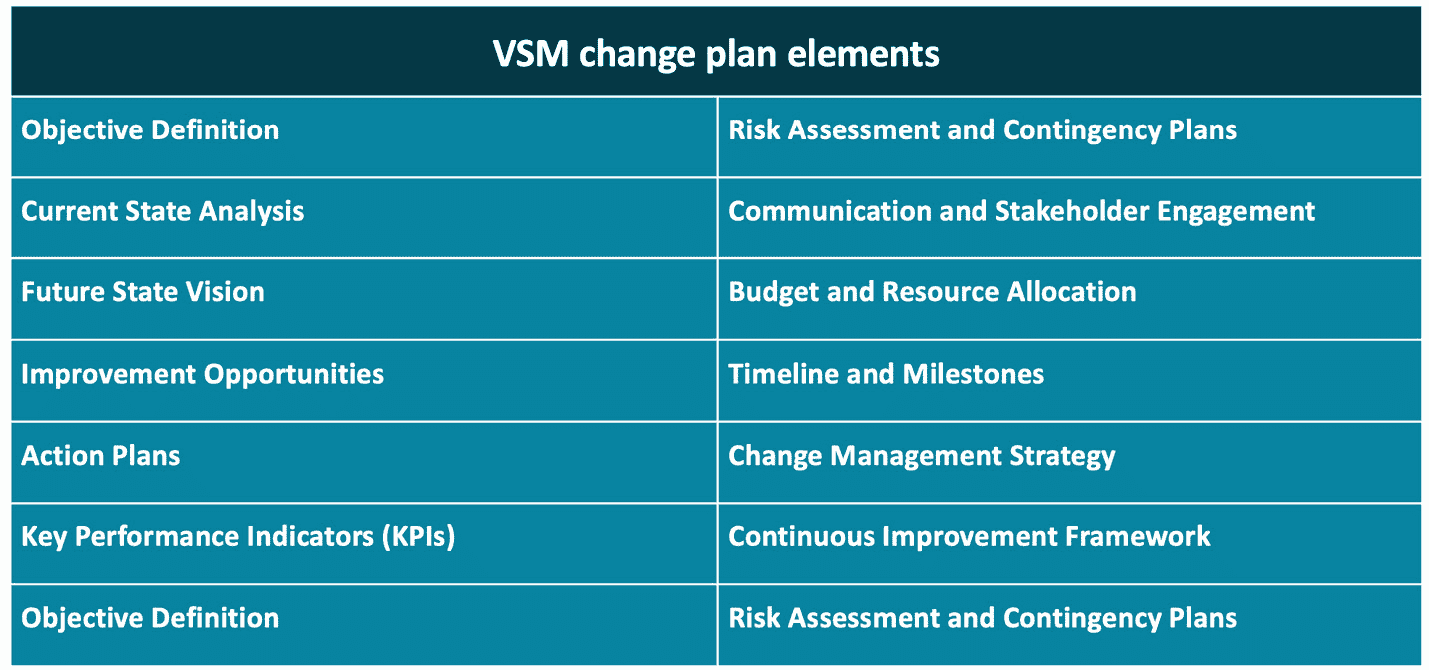 VSM change plan elements
Objective Definition
Risk Assessment and Contingency Plans
Current State Analysis
Communication and Stakeholder Engagement
Future State Vision
Budget and Resource Allocation
Improvement Opportunities
Timeline and Milestones
Action Plans
Change Management Strategy
Key Performance Indicators (KPIs)
Continuous Improvement Framework
Objective Definition
Risk Assessment and Contingency Plans